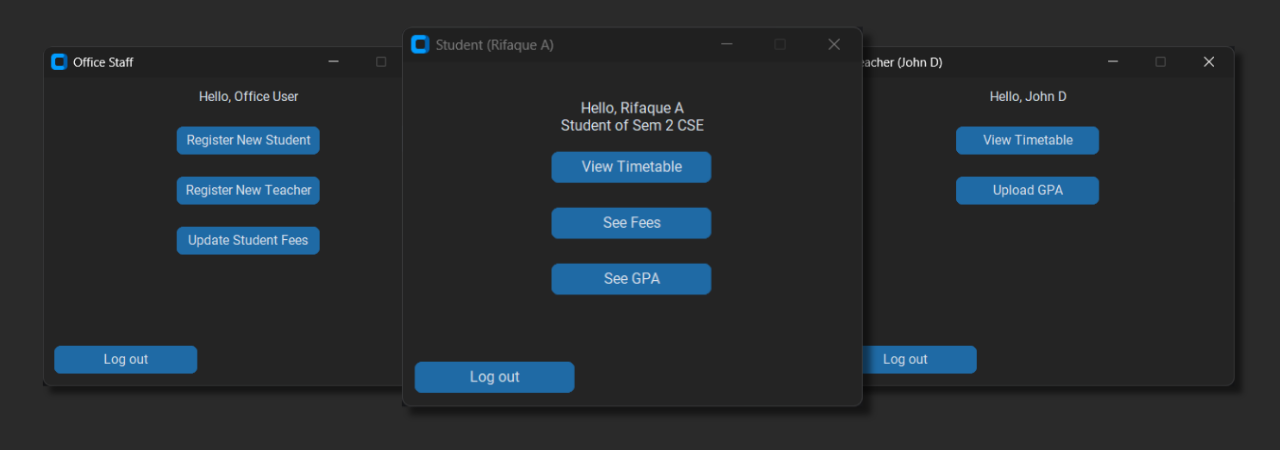 Office Staff
Hello, Office User
Register New Student
Register New Teacher
Update Student Fees
Log out
Student (Rifaque A)
Hello, Rifaque A
Student of Sem 2 CSE
View Timetable
See Fees
See GPA
Log out
(John D)
Hello, John D
View Timetable
Upload GPA
Log out